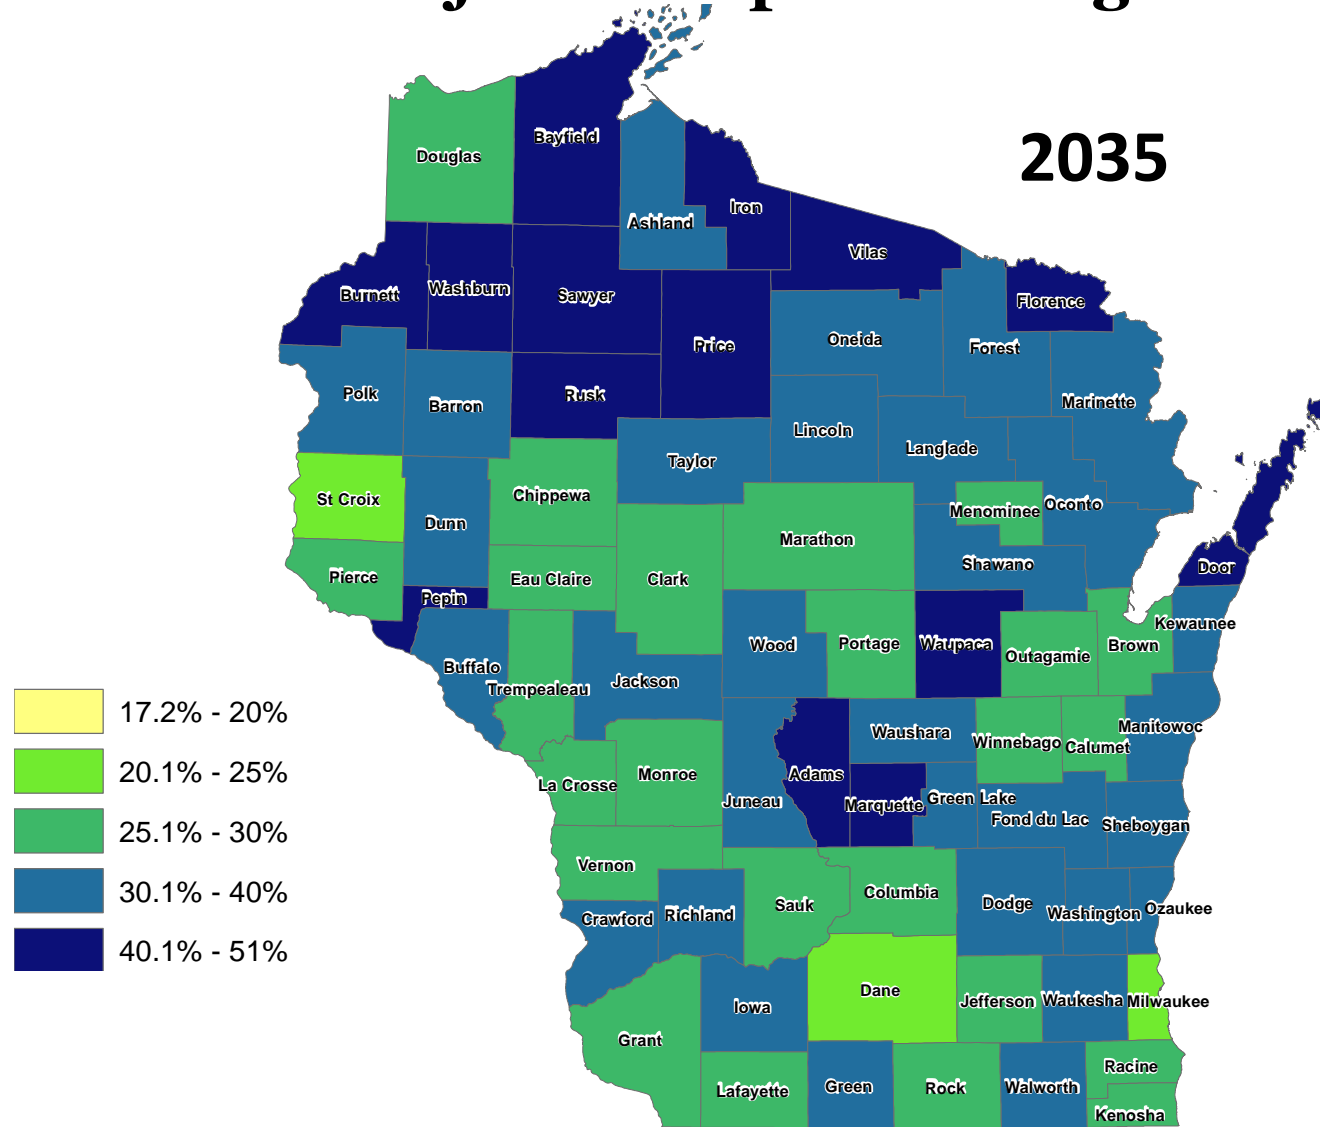 2035
Bayfield
Douglas
Iron
Ashland
Vilas
Washburn
Burnett
Sawyer
Florence
Oneida
Price
Forest
Polk
Rusk
Marinette
Barron
Lincoln
Langlade
Taylor
Chippewa
St Croix
Oconto
Menominee
Dunn
Marathon
Shawano
Door
Pierce
Eau Claire
Clark
Pepin
Kewaunee
Portage
Waupaca
Wood
Brown
Outagamie
Buffalo
Jackson
Trempealeau
17.2% - 20%
Manitowoc
Waushara
Winnebago
Calumet
20.1% - 25%
Monroe
Adams
La Crosse
Green Lake
Juneau
Marquette
Fond du Lac
Sheboygan
25.1% - 30%
Vernon
30.1% - 40%
Columbia
Dodge
Sauk
Ozaukee
Richland
Washington
Crawford
40.1% - 51%
Dane
Jefferson
Waukesha
Milwaukee
Iowa
Grant
Racine
Green
Rock
Walworth
Lafayette
Kenosha